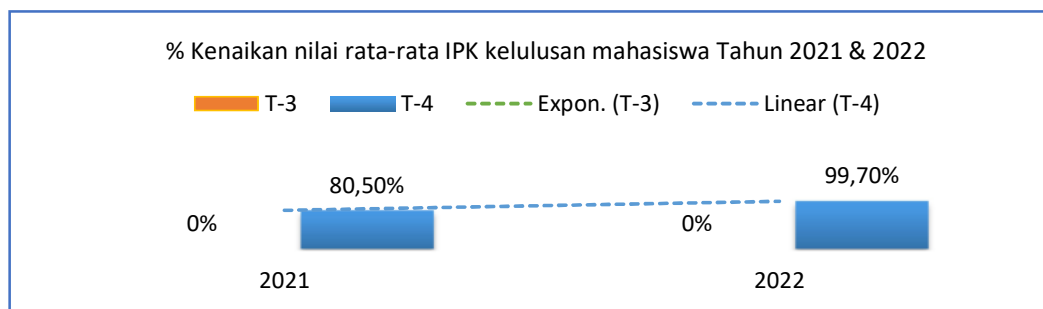 % Kenaikan nilai rata-rata IPK kelulusan mahasiswa Tahun 2021 & 2022
T-3 T-4 Expon. (T-3) Linear (T-4)
80,50% 99,70%
0% 0%
2021 2022